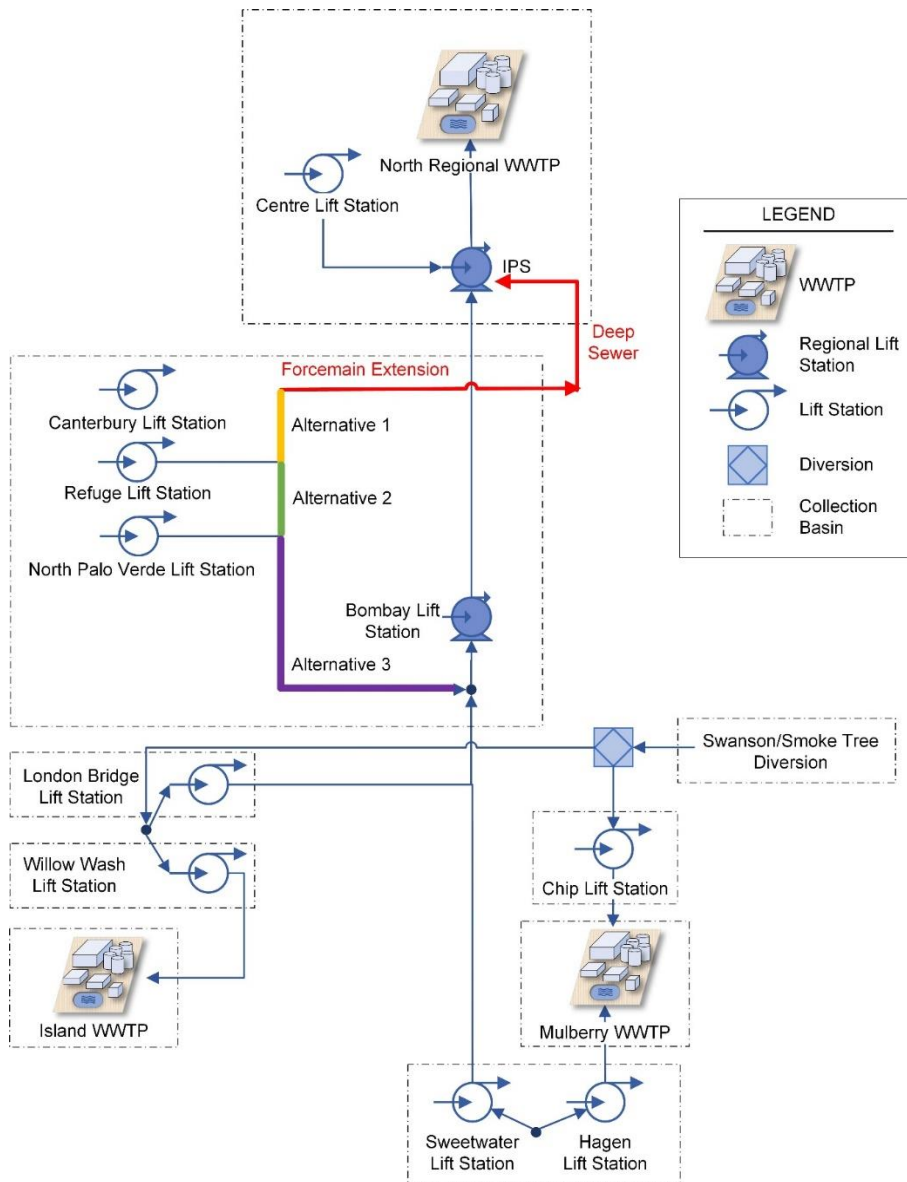 North Regional WWTP
Centre Lift Station
IPS
Deep
Sewer
Forcemain Extension
Canterbury Lift Station
Alternative 1
Refuge Lift Station
Alternative 2
North Palo Verde Lift Station
Bombay Lift
Station
Alternative 3
LEGEND
WWTP
Regional Lift
Station
Lift Station
Diversion
Collection
Basin
Swanson/Smoke Tree
Diversion
London Bridge
Lift Station
Willow Wash
Lift Station
Chip Lift Station
Island WWTP
Mulberry WWTP
Sweetwater
Lift Station
Hagen
Lift Station